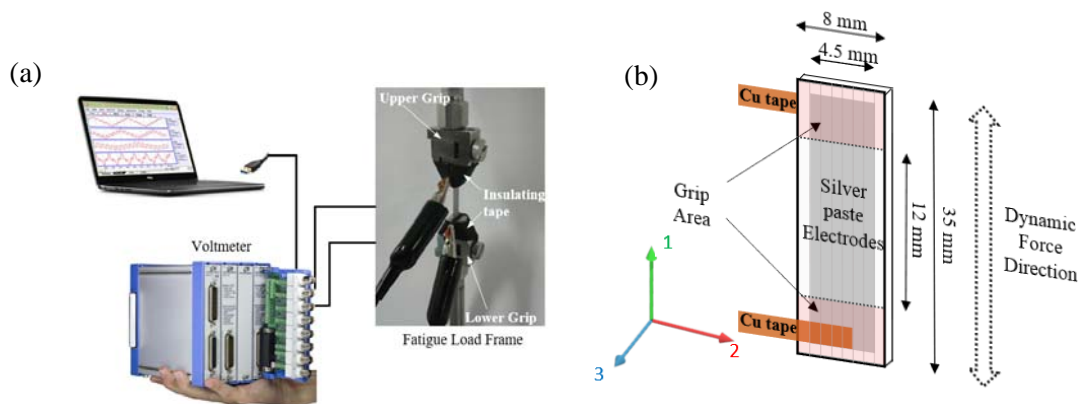 (a)
Upper Grip
Insulating
tape
Lower Grip
Voltmeter
Fatigue Load Frame
(b)
8 mm
4.5 mm
Cu tape
Grip
Area
Silver
paste
Electrodes
12 mm
35 mm
Dynamic
Force
Direction
Cu tape
1
2
3